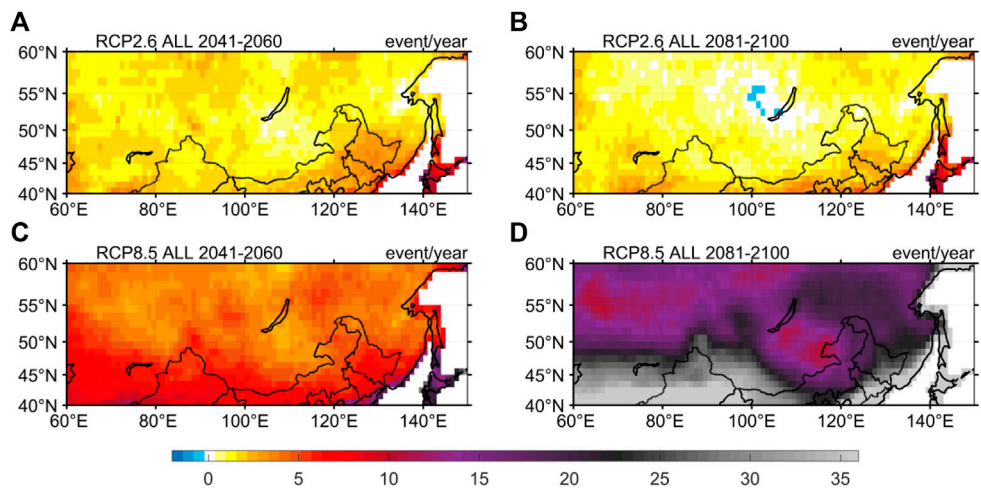 A
RCP2.6 ALL 2041-2060 event/year
60°N
55°N
50°N
45°N
40°N
60°E 80°E 100°E 120°E 140°E
B
RCP2.6 ALL 2081-2100 event/year
60°N
55°N
50°N
45°N
40°N
60°E 80°E 100°E 120°E 140°E
C
RCP8.5 ALL 2041-2060 event/year
60°N
55°N
50°N
45°N
40°N
60°E 80°E 100°E 120°E 140°E
D
RCP8.5 ALL 2081-2100 event/year
60°N
55°N
50°N
45°N
40°N
60°E 80°E 100°E 120°E 140°E
0 5 10 15 20 25 30 35